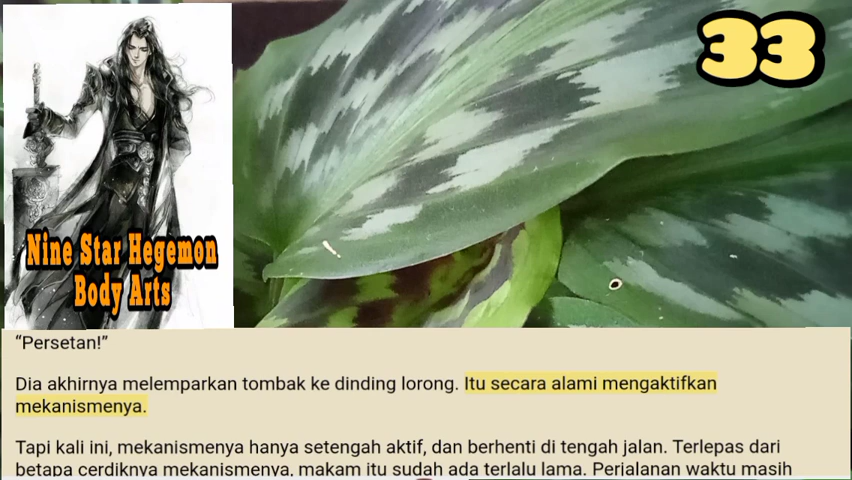 33
Nine Star Hegemon
Body Arts
“Persetan!”
Dia akhirnya melemparkan tombak ke dinding lorong. Itu secara alami mengaktifkan
mekanismenya.
Tapi kali ini, mekanismenya hanya setengah aktif, dan berhenti di tengah jalan. Terlepas dari
betapa cerdiknya mekanismenya, makam itu sudah ada terlalu lama. Perjalanan waktu masih